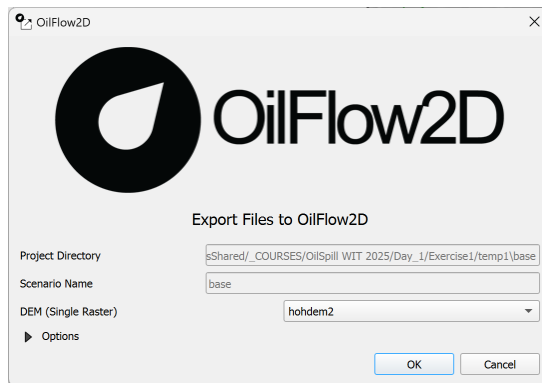 OilFlow2D
OilFlow2D
Export Files to OilFlow2D
Project Directory sShared/_COURSES/OilSpill WIT 2025/Day_1/Exercise1/temp1\base
Scenario Name base
DEM (Single Raster) hohdem2
Options
OK Cancel